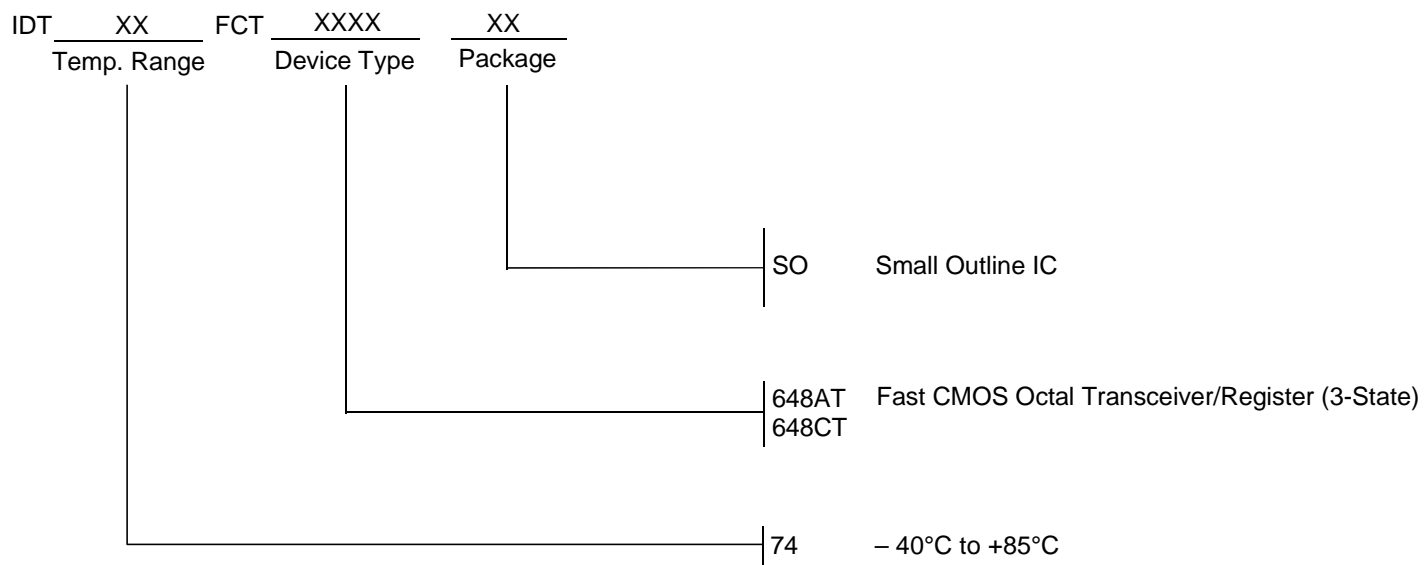 IDT XX FCT XXXX XX
Temp. Range Device Type Package
SO Small Outline IC
648AT Fast CMOS Octal Transceiver/Register (3-State)
648CT
74 – 40°C to +85°C